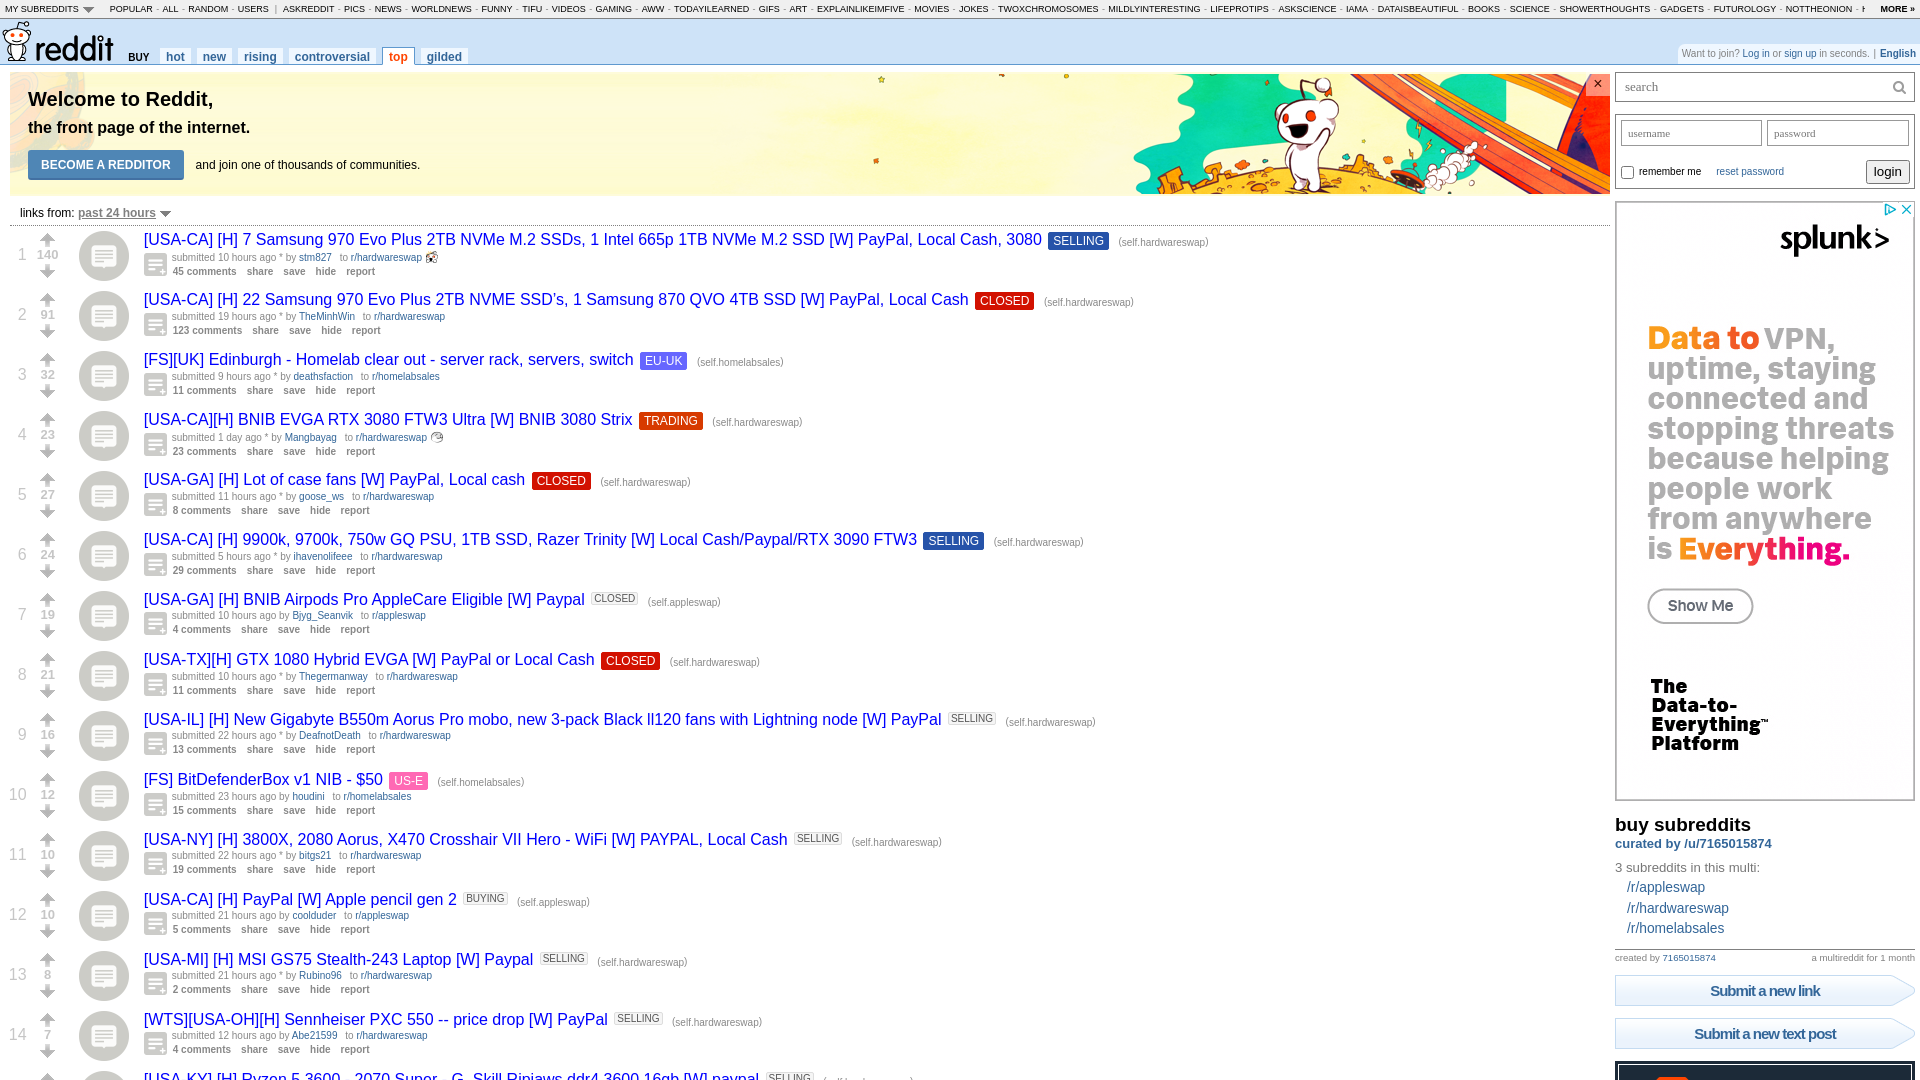 MY SUBREDDITS POPULAR - ALL - RANDOM - USERS | ASKREDDIT - PICS - NEWS - WORLDNEWS - FUNNY - TIFU - VIDEOS - GAMING - AWW - TODAYILEARNED - GIFS - ART - EXPLAINLIKEIMFIVE - MOVIES - JOKES - TWOXCHROMOSOMES - MILDLYINTERESTING - LIFEPROTIPS - ASKSCIENCE - IAMA - DATAISBEAUTIFUL - BOOKS - SCIENCE - SHOWERTHOUGHTS - GADGETS - FUTUROLOGY - NOTTHEONION - MORE »
reddit BUY hot new rising controversial top gilded
Want to join? Log in or sign up in seconds. | English
Welcome to Reddit,
the front page of the internet.
BECOME A REDDITOR and join one of thousands of communities.
×
links from: past 24 hours
1 140 [USA-CA] [H] 7 Samsung 970 Evo Plus 2TB NVMe M.2 SSDs, 1 Intel 665p 1TB NVMe M.2 SSD [W] PayPal, Local Cash, 3080 SELLING (self.hardwareswap)
submitted 10 hours ago * by stm827 to r/hardwareswap
45 comments share save hide report
2 91 [USA-CA] [H] 22 Samsung 970 Evo Plus 2TB NVME SSD’s, 1 Samsung 870 QVO 4TB SSD [W] PayPal, Local Cash CLOSED (self.hardwareswap)
submitted 19 hours ago * by TheMinhWin to r/hardwareswap
123 comments share save hide report
3 32 [FS][UK] Edinburgh - Homelab clear out - server rack, servers, switch EU-UK (self.homelabsales)
submitted 9 hours ago * by deathsfaction to r/homelabsales
11 comments share save hide report
4 23 [USA-CA][H] BNIB EVGA RTX 3080 FTW3 Ultra [W] BNIB 3080 Strix TRADING (self.hardwareswap)
submitted 1 day ago * by Mangbayag to r/hardwareswap
23 comments share save hide report
5 27 [USA-GA] [H] Lot of case fans [W] PayPal, Local cash CLOSED (self.hardwareswap)
submitted 11 hours ago * by goose_ws to r/hardwareswap
8 comments share save hide report
6 24 [USA-CA] [H] 9900k, 9700k, 750w GQ PSU, 1TB SSD, Razer Trinity [W] Local Cash/Paypal/RTX 3090 FTW3 SELLING (self.hardwareswap)
submitted 5 hours ago * by ihavenolifeee to r/hardwareswap
29 comments share save hide report
7 19 [USA-GA] [H] BNIB Airpods Pro AppleCare Eligible [W] Paypal CLOSED (self.appleswap)
submitted 10 hours ago by Bjyg_Seanvik to r/appleswap
4 comments share save hide report
8 21 [USA-TX][H] GTX 1080 Hybrid EVGA [W] PayPal or Local Cash CLOSED (self.hardwareswap)
submitted 10 hours ago * by Thegermanway to r/hardwareswap
11 comments share save hide report
9 16 [USA-IL] [H] New Gigabyte B550m Aorus Pro mobo, new 3-pack Black ll120 fans with Lightning node [W] PayPal SELLING (self.hardwareswap)
submitted 22 hours ago * by DeafnotDeath to r/hardwareswap
13 comments share save hide report
10 12 [FS] BitDefenderBox v1 NIB - $50 US-E (self.homelabsales)
submitted 23 hours ago by houdini to r/homelabsales
15 comments share save hide report
11 10 [USA-NY] [H] 3800X, 2080 Aorus, X470 Crosshair VII Hero - WiFi [W] PAYPAL, Local Cash SELLING (self.hardwareswap)
submitted 22 hours ago * by bitgs21 to r/hardwareswap
19 comments share save hide report
12 10 [USA-CA] [H] PayPal [W] Apple pencil gen 2 BUYING (self.appleswap)
submitted 21 hours ago by coolduder to r/appleswap
5 comments share save hide report
13 8 [USA-MI] [H] MSI GS75 Stealth-243 Laptop [W] Paypal SELLING (self.hardwareswap)
submitted 21 hours ago * by Rubino96 to r/hardwareswap
2 comments share save hide report
14 7 [WTS][USA-OH][H] Sennheiser PXC 550 -- price drop [W] PayPal SELLING (self.hardwareswap)
submitted 12 hours ago by Abe21599 to r/hardwareswap
4 comments share save hide report
[USA-KY] [H] Ryzen 5 3600 - 2070 Super - G. Skill Ripjaws ddr4 3600 16gb [W] paypal SELLING
search
username password
remember me reset password login
splunk>
Data to VPN,
uptime, staying
connected and
stopping threats
because helping
people work
from anywhere
is Everything.
Show Me
The
Data-to-
Everything™
Platform
buy subreddits
curated by /u/7165015874
3 subreddits in this multi:
/r/appleswap
/r/hardwareswap
/r/homelabsales
created by 7165015874 a multireddit for 1 month
Submit a new link
Submit a new text post